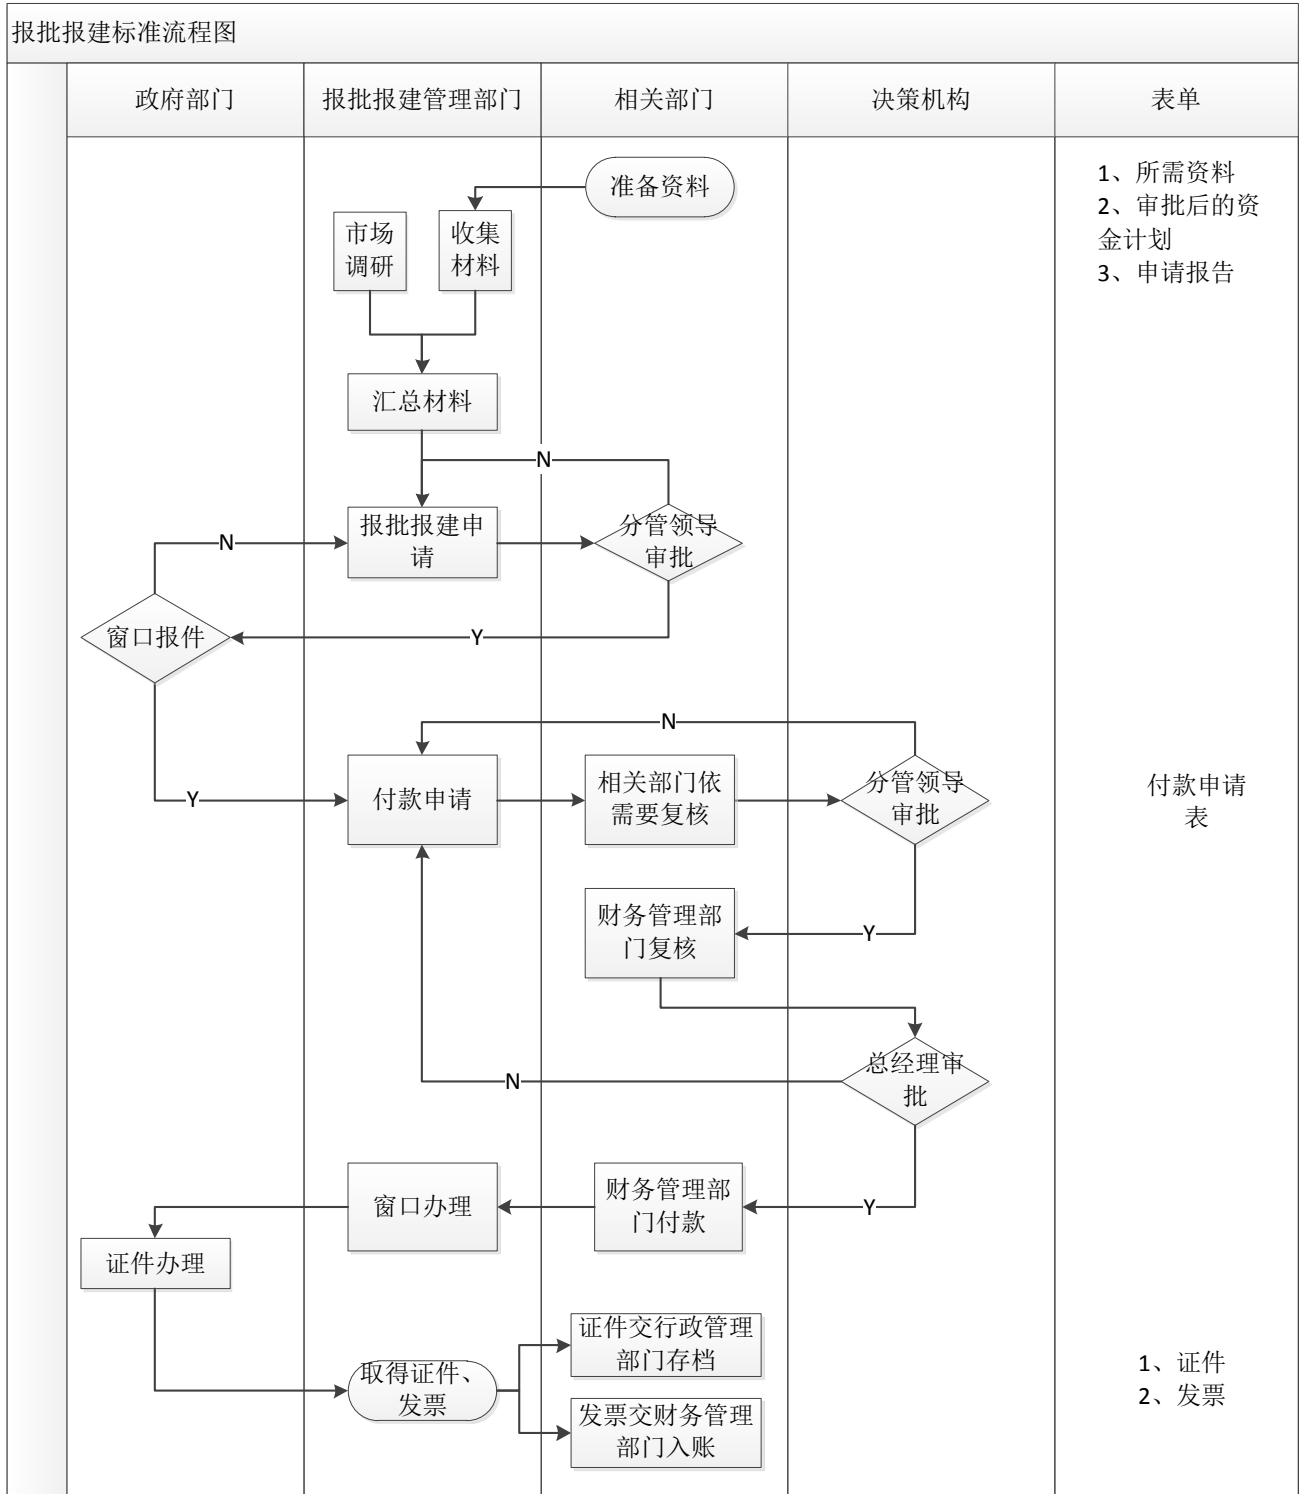 报批报建标准流程图
政府部门
报批报建管理部门
相关部门
决策机构
表单
准备资料
市场
调研
收集
材料
1、所需资料
2、审批后的资
金计划
3、申请报告
汇总材料
N
报批报建申
请
分管领导
审批
N
窗口报件
Y
N
付款申请
相关部门依
需要复核
分管领导
审批
付款申请
表
Y
财务管理部
门复核
Y
总经理审
批
N
窗口办理
财务管理部
门付款
Y
证件办理
证件交行政管理
部门存档
取得证件、
发票
发票交财务管理
部门入账
1、证件
2、发票